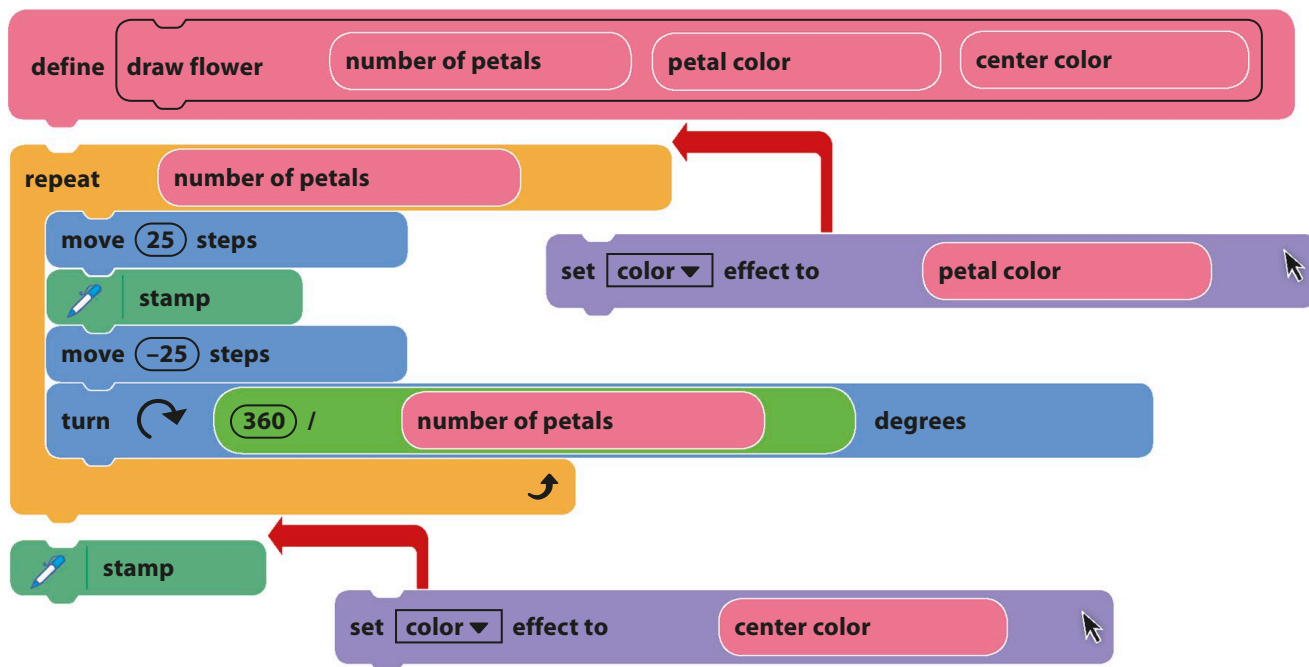 define draw flower number of petals petal color center color
repeat number of petals
move 25 steps
set color effect to petal color
stamp
move –25 steps
turn 360 / number of petals degrees
stamp
set color effect to center color